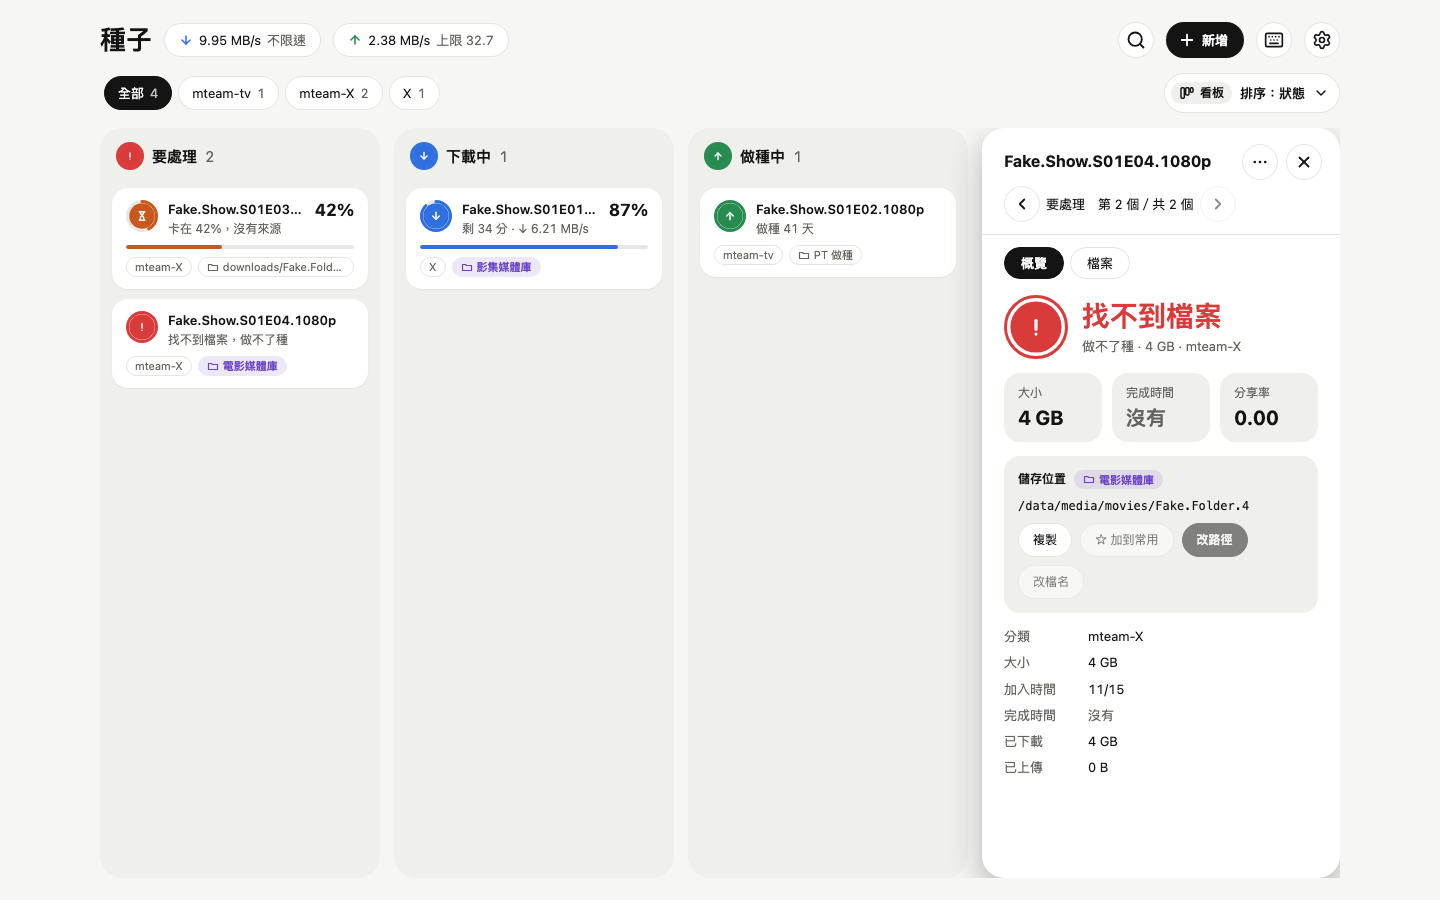 種子
9.95 MB/s 不限速
2.38 MB/s 上限 32.7
新增
全部 4
mteam-tv 1
mteam-X 2
X 1
看板 排序：狀態
要處理 2
Fake.Show.S01E03... 42%
卡在 42%，沒有來源
mteam-X
downloads/Fake.Fold...
Fake.Show.S01E04.1080p
找不到檔案，做不了種
mteam-X
電影媒體庫
下載中 1
Fake.Show.S01E01... 87%
剩 34 分 · ↓ 6.21 MB/s
X
影集媒體庫
做種中 1
Fake.Show.S01E02.1080p
做種 41 天
mteam-tv
PT 做種
Fake.Show.S01E04.1080p
要處理 第 2 個 / 共 2 個
概覽
檔案
找不到檔案
做不了種 · 4 GB · mteam-X
大小
4 GB
完成時間
沒有
分享率
0.00
儲存位置 電影媒體庫
/data/media/movies/Fake.Folder.4
複製
加到常用
改路徑
改檔名
分類 mteam-X
大小 4 GB
加入時間 11/15
完成時間 沒有
已下載 4 GB
已上傳 0 B